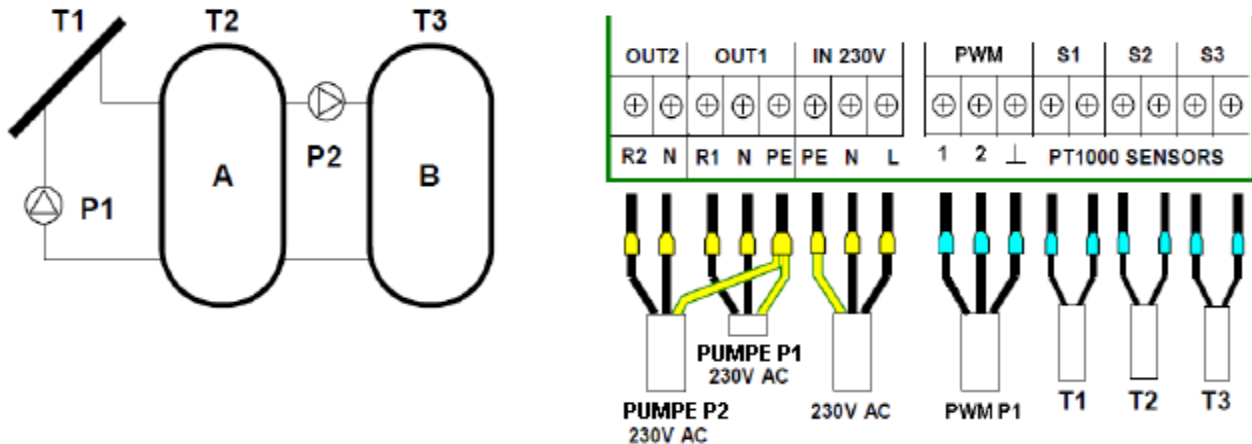 T1 T2 T3
P2
A B
P1
OUT2 OUT1 IN 230V PWM S1 S2 S3
R2 N R1 N PE PE N L 1 2 ⊥ PT1000 SENSORS
PUMPE P1
230V AC
PUMPE P2
230V AC
230V AC
PWM P1
T1
T2
T3